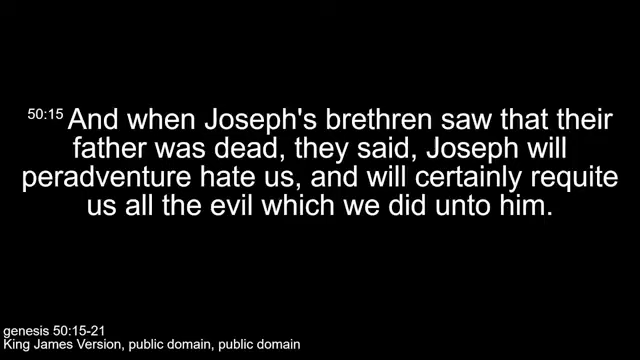 50:15 And when Joseph's brethren saw that their
father was dead, they said, Joseph will
peradventure hate us, and will certainly requite
us all the evil which we did unto him.
genesis 50:15-21
King James Version, public domain, public domain